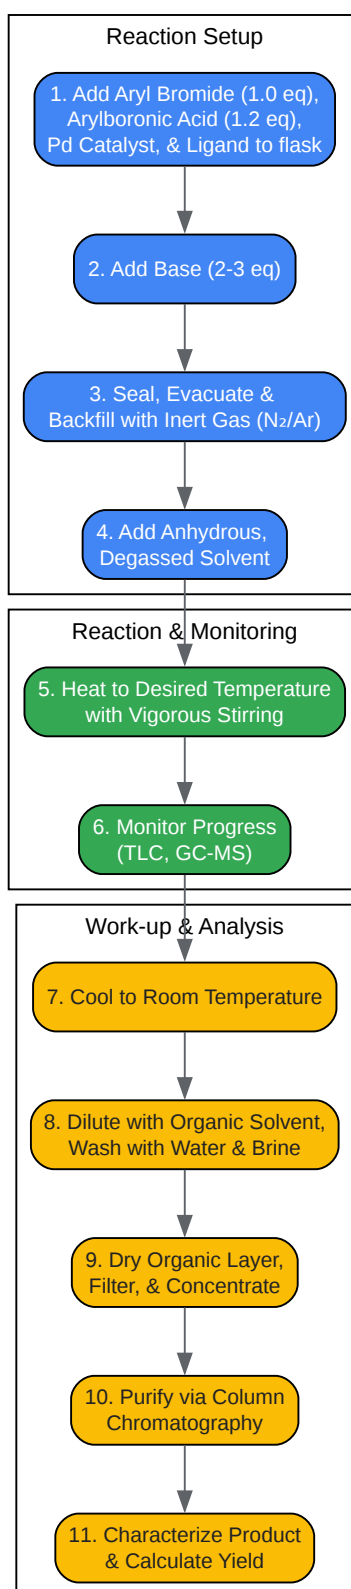 Reaction Setup
1. Add Aryl Bromide (1.0 eq),
Arylboronic Acid (1.2 eq),
Pd Catalyst, & Ligand to flask
2. Add Base (2-3 eq)
3. Seal, Evacuate &
Backfill with Inert Gas (N₂/Ar)
4. Add Anhydrous,
Degassed Solvent
Reaction & Monitoring
5. Heat to Desired Temperature
with Vigorous Stirring
6. Monitor Progress
(TLC, GC-MS)
Work-up & Analysis
7. Cool to Room Temperature
8. Dilute with Organic Solvent,
Wash with Water & Brine
9. Dry Organic Layer,
Filter, & Concentrate
10. Purify via Column
Chromatography
11. Characterize Product
& Calculate Yield